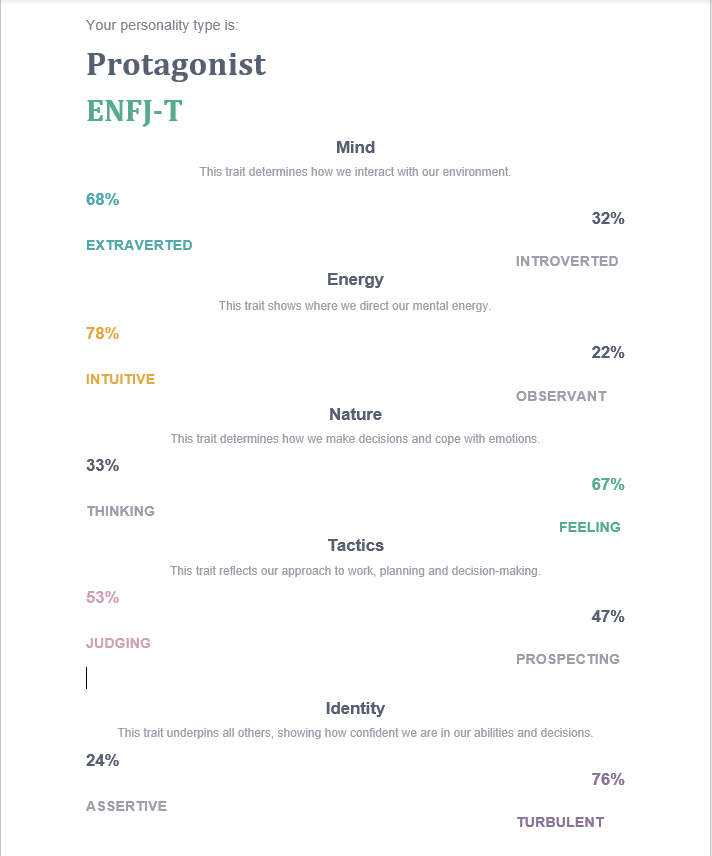 Your personality type is:
Protagonist
ENFJ-T
Mind
This trait determines how we interact with our environment.
68%
32%
EXTRAVERTED
INTROVERTED
Energy
This trait shows where we direct our mental energy.
78%
22%
INTUITIVE
OBSERVANT
Nature
This trait determines how we make decisions and cope with emotions.
33%
67%
THINKING
FEELING
Tactics
This trait reflects our approach to work, planning and decision-making.
53%
47%
JUDGING
PROSPECTING
Identity
This trait underpins all others, showing how confident we are in our abilities and decisions.
24%
76%
ASSERTIVE
TURBULENT